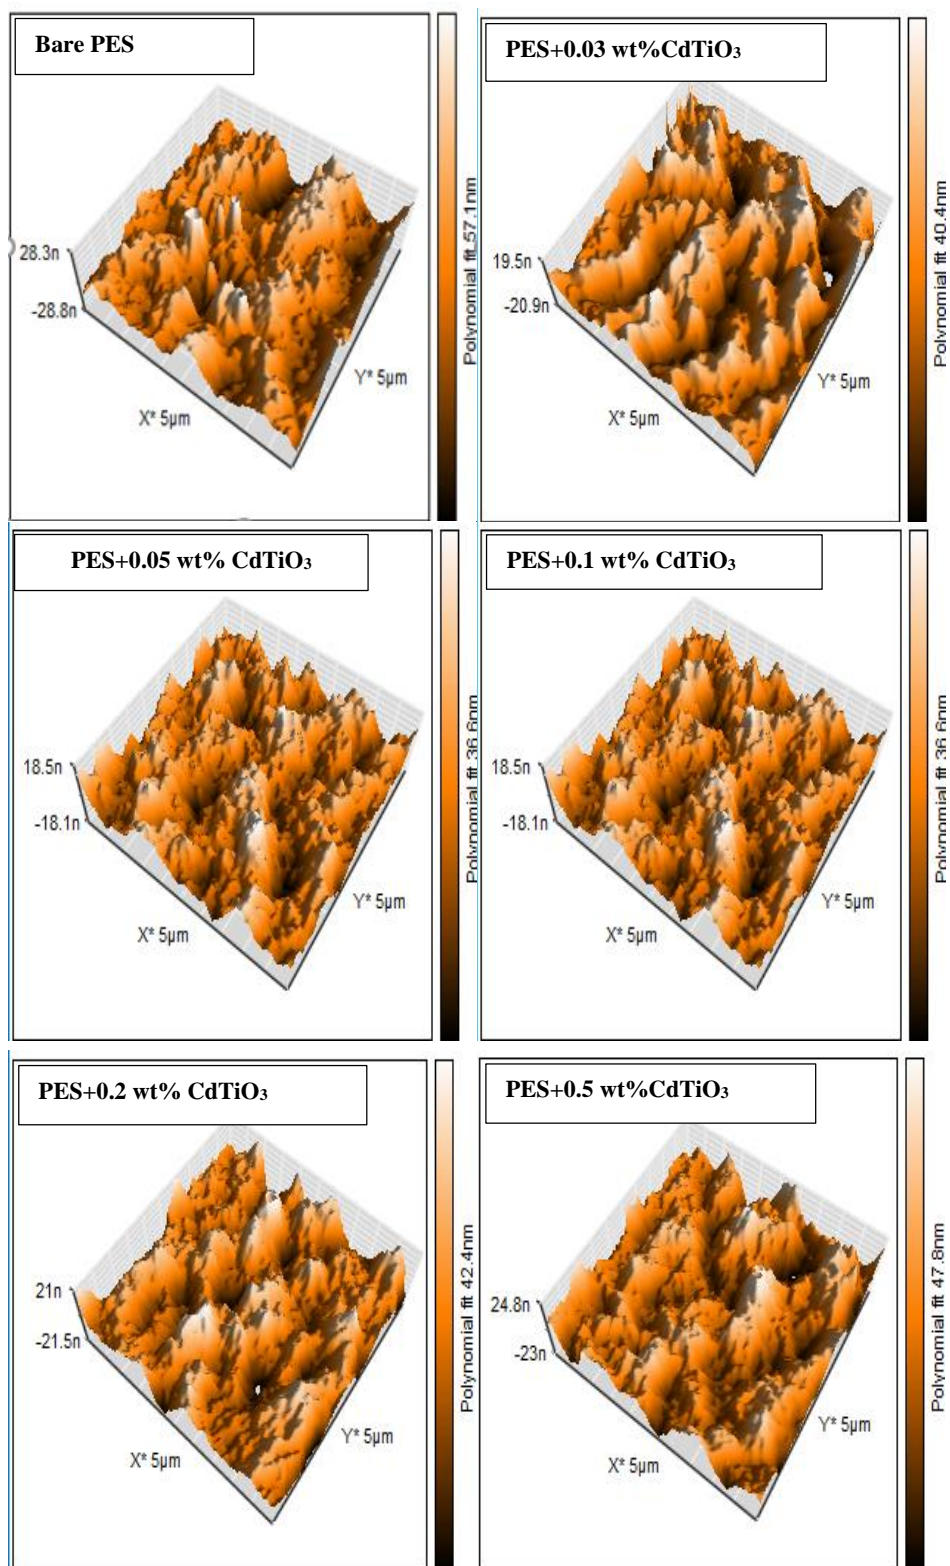 Bare PES
28.3n
-28.8n
X* 5µm
Y* 5µm
Polynomial fit 57.1nm
PES+0.03 wt%CdTiO₃
19.5n
-20.9n
X* 5µm
Y* 5µm
Polynomial fit 40.4nm
PES+0.05 wt% CdTiO₃
18.5n
-18.1n
X* 5µm
Y* 5µm
Polynomial fit 36.6nm
PES+0.1 wt% CdTiO₃
18.5n
-18.1n
X* 5µm
Y* 5µm
Polynomial fit 36.6nm
PES+0.2 wt% CdTiO₃
21n
-21.5n
X* 5µm
Y* 5µm
Polynomial fit 42.4nm
PES+0.5 wt%CdTiO₃
24.8n
-23n
X* 5µm
Y* 5µm
Polynomial fit 47.8nm